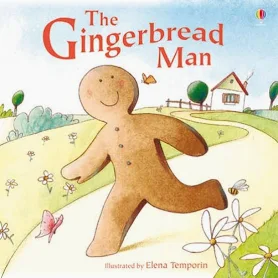 The
Gingerbread
Man
Illustrated by Elena Temporin